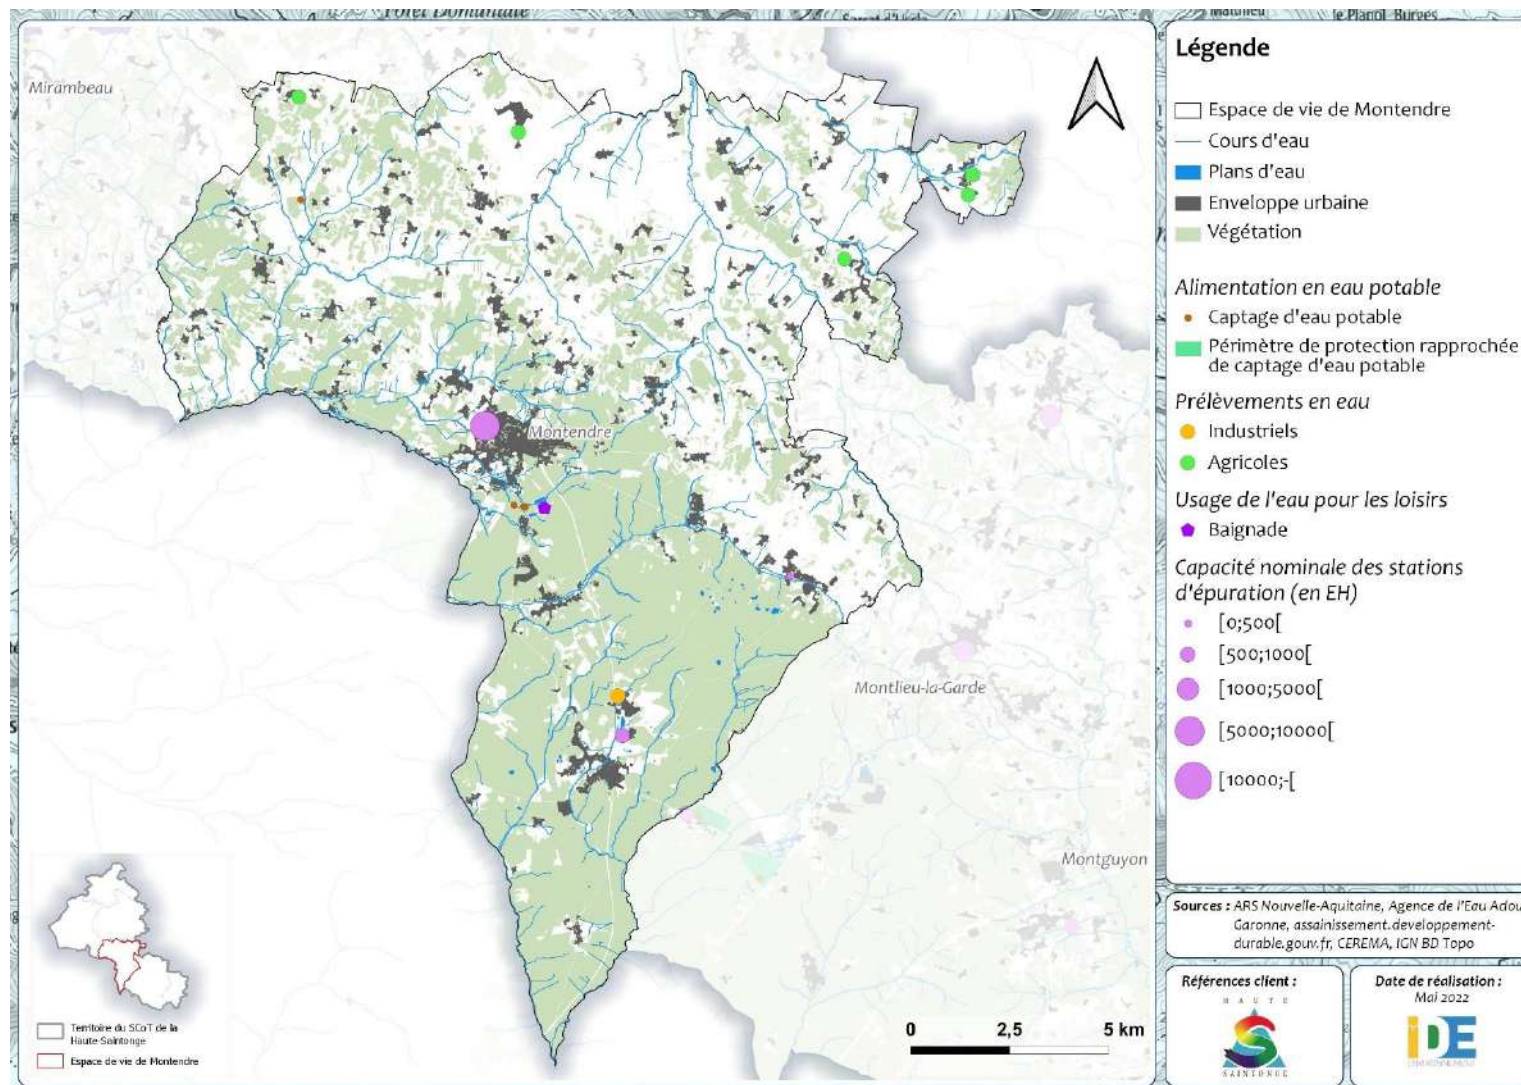 Forêt Domaniale
le Planot Burges
Mirambeau
Montendre
Montlieu-la-Garde
Montguyon
Légende
Espace de vie de Montendre
Cours d'eau
Plans d'eau
Enveloppe urbaine
Végétation
Alimentation en eau potable
Captage d'eau potable
Périmètre de protection rapprochée
de captage d'eau potable
Prélèvements en eau
Industriels
Agricoles
Usage de l'eau pour les loisirs
Baignade
Capacité nominale des stations
d'épuration (en EH)
[0;500[
[500;1000[
[1000;5000[
[5000;10000[
[10000;-[
Territoire du SCoT de la
Haute-Saintonge
Espace de vie de Montendre
0 2,5 5 km
Sources : ARS Nouvelle-Aquitaine, Agence de l'Eau Adou
Garonne, assainissement.developpement-
durable.gouv.fr, CEREMA, IGN BD Topo
Références client :
HAUTE
SAINTONGE
Date de réalisation :
Mai 2022
iDE